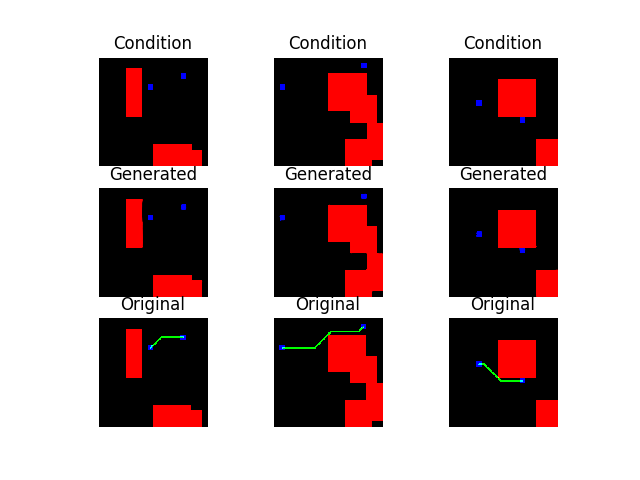 Condition
Condition
Condition
Generated
Generated
Generated
Original
Original
Original